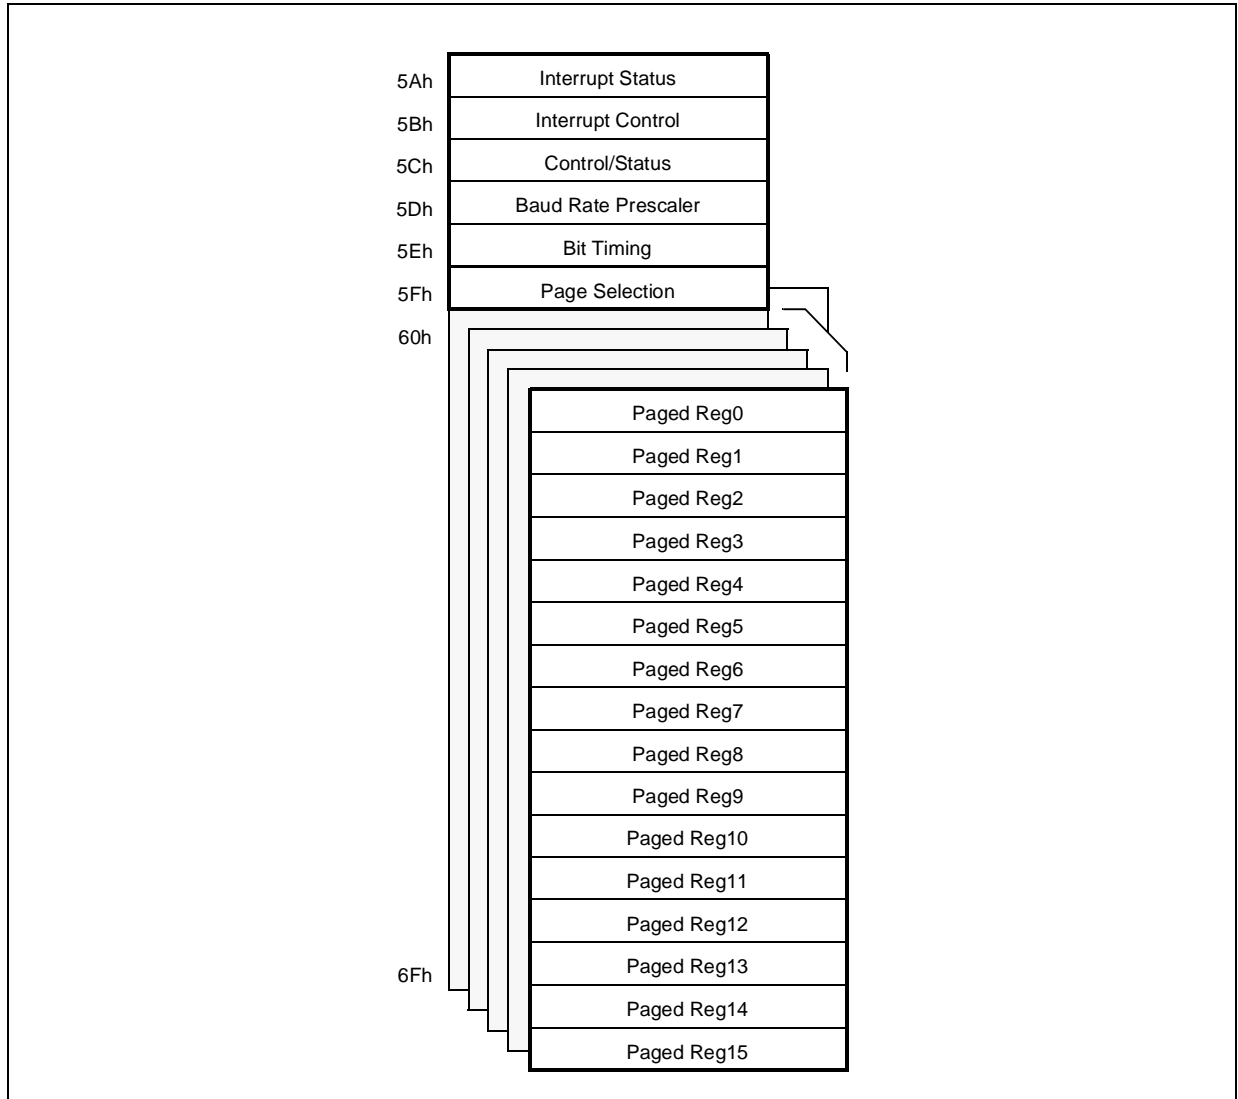 5Ah Interrupt Status
5Bh Interrupt Control
5Ch Control/Status
5Dh Baud Rate Prescaler
5Eh Bit Timing
5Fh Page Selection
60h
Paged Reg0
Paged Reg1
Paged Reg2
Paged Reg3
Paged Reg4
Paged Reg5
Paged Reg6
Paged Reg7
Paged Reg8
Paged Reg9
Paged Reg10
Paged Reg11
Paged Reg12
6Fh Paged Reg13
Paged Reg14
Paged Reg15